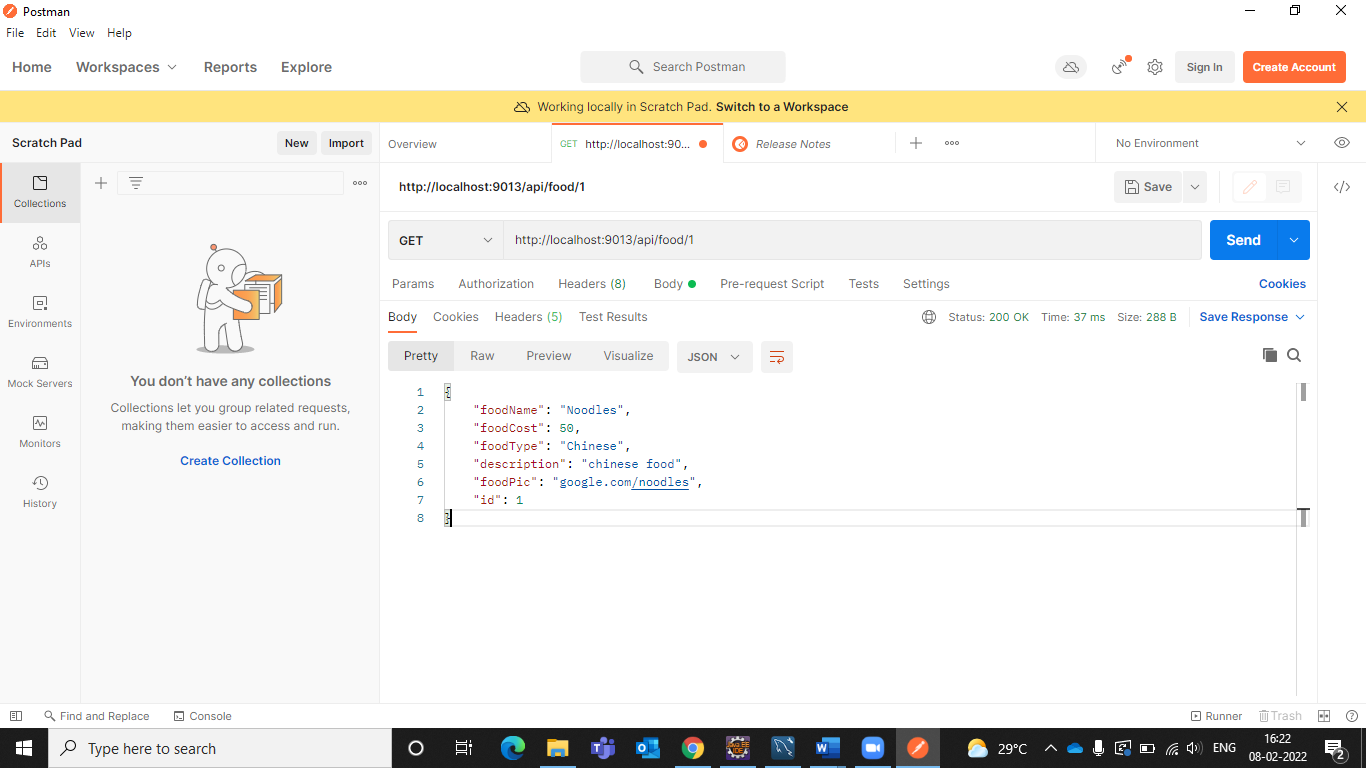 Postman
File Edit View Help
Home Workspaces Reports Explore Search Postman Sign In Create Account
Working locally in Scratch Pad. Switch to a Workspace
Scratch Pad New Import Overview GET http://localhost:90... Release Notes No Environment
http://localhost:9013/api/food/1 Save
Collections
GET http://localhost:9013/api/food/1 Send
APIs
Params Authorization Headers (8) Body Pre-request Script Tests Settings Cookies
Body Cookies Headers (5) Test Results Status: 200 OK Time: 37 ms Size: 288 B Save Response
Environments
Pretty Raw Preview Visualize JSON
Mock Servers
You don't have any collections
Collections let you group related requests,
making them easier to access and run.
Create Collection
Monitors
History
1 {
2 "foodName": "Noodles",
3 "foodCost": 50,
4 "foodType": "Chinese",
5 "description": "chinese food",
6 "foodPic": "google.com/noodles",
7 "id": 1
8 }
Find and Replace Console Runner Trash
Type here to search 29°C ENG 16:22
08-02-2022 2